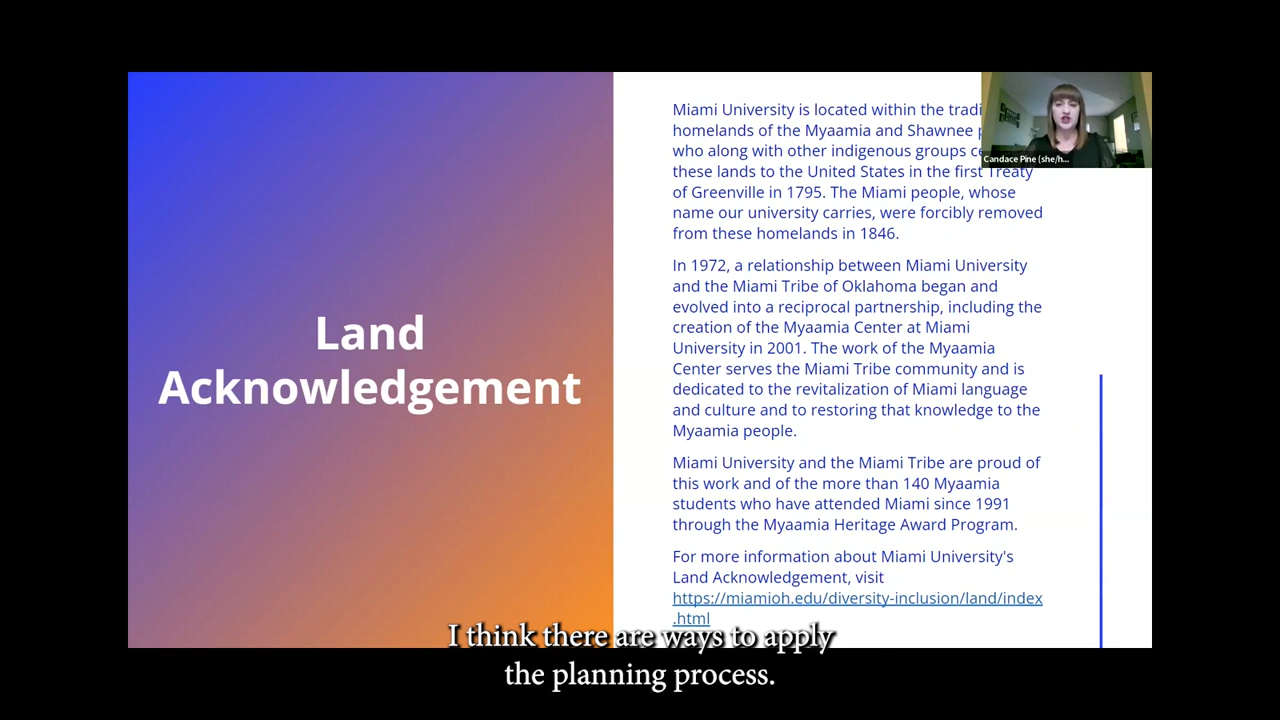 Land
Acknowledgement
Miami University is located within the
homelands of the Myaamia and Shawnee
who along with other indigenous groups
these lands to the United States in the first Treaty
of Greenville in 1795. The Miami people, whose
name our university carries, were forcibly removed
from these homelands in 1846.
In 1972, a relationship between Miami University
and the Miami Tribe of Oklahoma began and
evolved into a reciprocal partnership, including the
creation of the Myaamia Center at Miami
University in 2001. The work of the Myaamia
Center serves the Miami Tribe community and is
dedicated to the revitalization of Miami language
and culture and to restoring that knowledge to the
Myaamia people.
Miami University and the Miami Tribe are proud of
this work and of the more than 140 Myaamia
students who have attended Miami since 1991
through the Myaamia Heritage Award Program.
For more information about Miami University's
Land Acknowledgement, visit
https://miamioh.edu/diversity-inclusion/land/index
.html
Candace Pine (she/h...
I think there are ways to apply
the planning process.